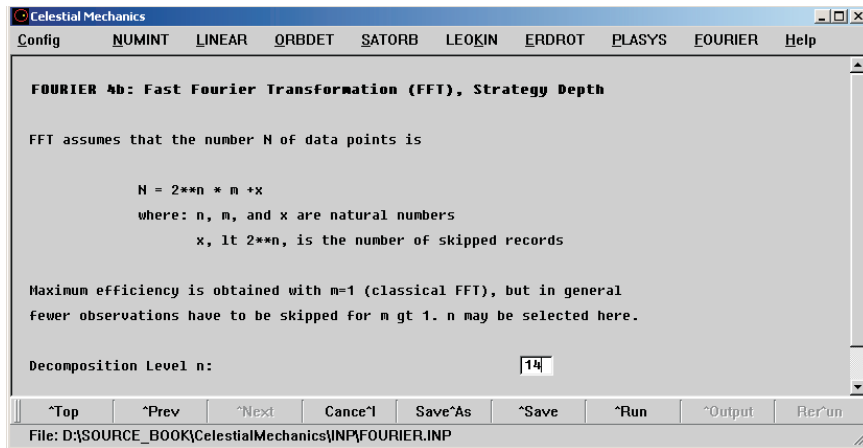 Celestial Mechanics
Config NUMINT LINEAR ORBDET SATORB LEOKIN ERDROT PLASYS FOURIER Help
FOURIER 4b: Fast Fourier Transformation (FFT), Strategy Depth
FFT assumes that the number N of data points is
N = 2**n * m +x
where: n, m, and x are natural numbers
x, lt 2**n, is the number of skipped records
Maximum efficiency is obtained with m=1 (classical FFT), but in general
fewer observations have to be skipped for m gt 1. n may be selected here.
Decomposition Level n: 14
^Top ^Prev ^Next Cance^l Save^As ^Save ^Run ^Output Rer^un
File: D:\SOURCE_BOOK\CelestialMechanics\INP\FOURIER.INP